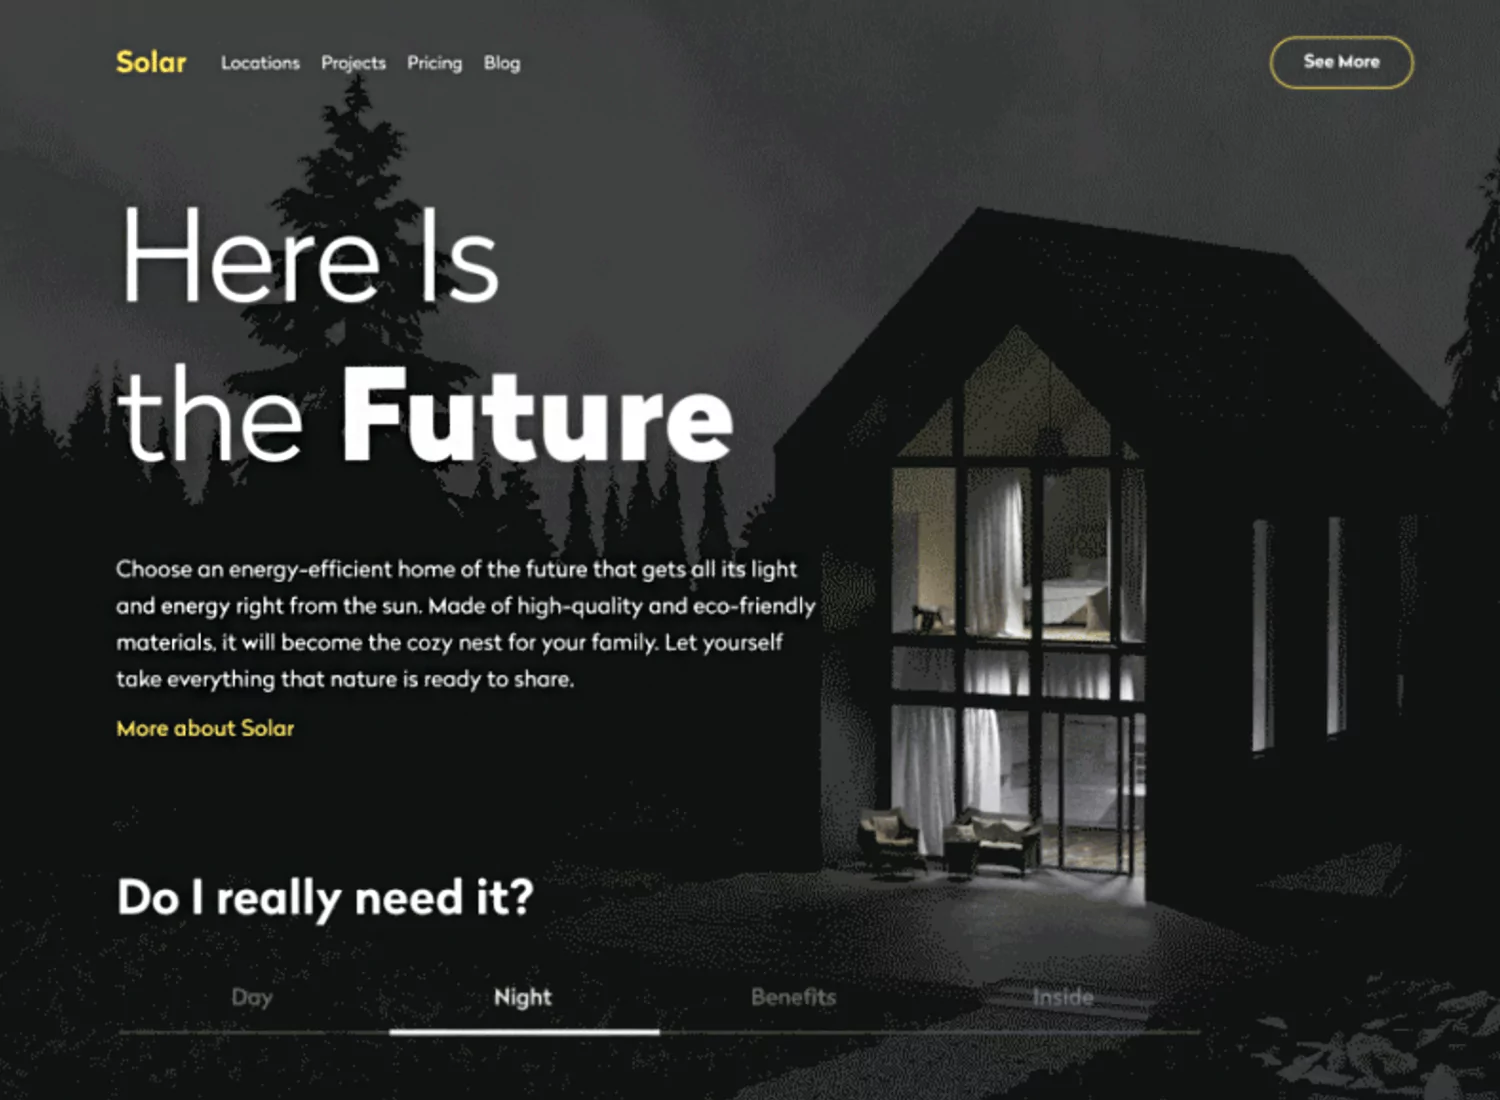 Solar Locations Projects Pricing Blog See More
Here Is
the Future
Choose an energy-efficient home of the future that gets all its light
and energy right from the sun. Made of high-quality and eco-friendly
materials, it will become the cozy nest for your family. Let yourself
take everything that nature is ready to share.
More about Solar
Do I really need it?
Day Night Benefits Inside